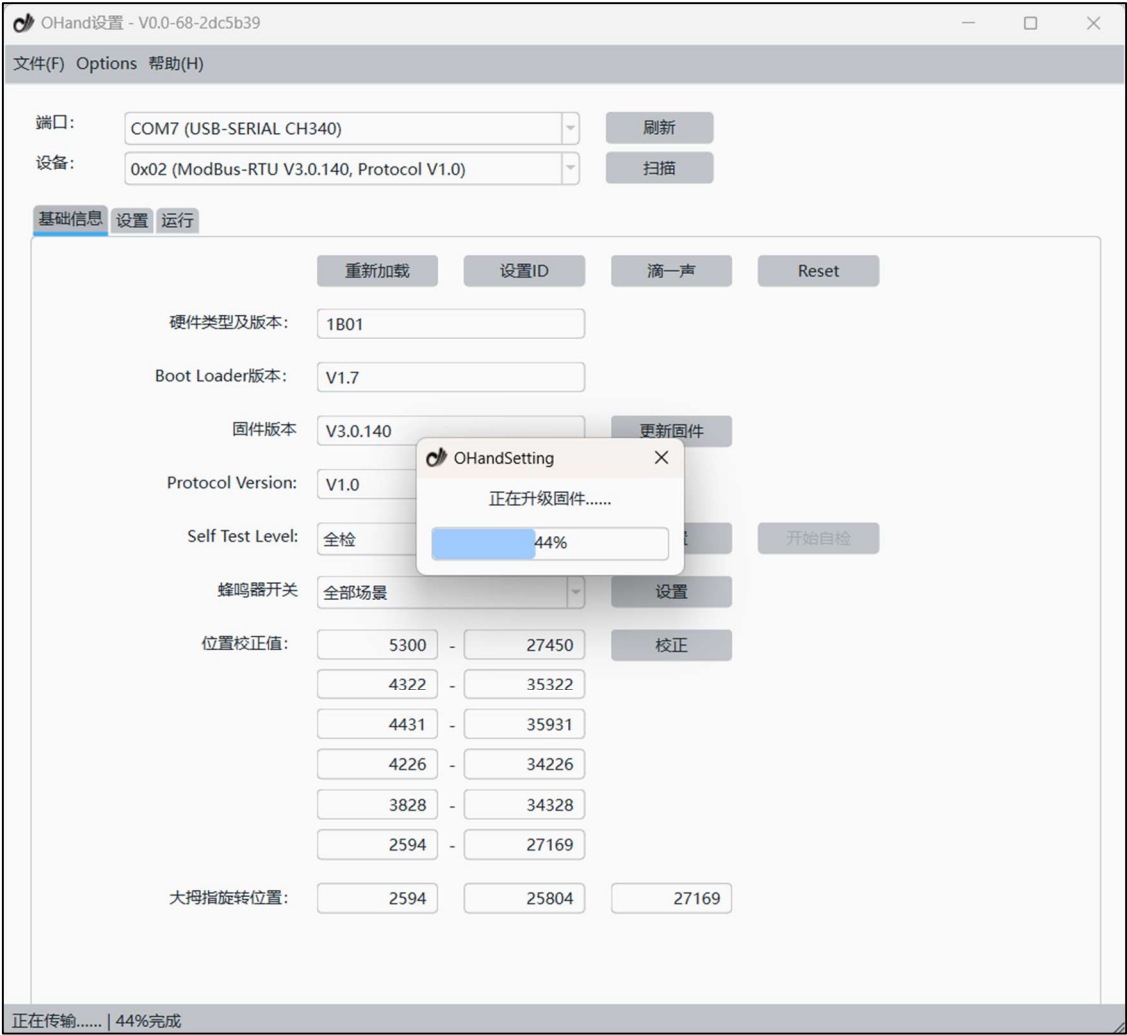 OHand设置 - V0.0-68-2dc5b39
文件(F) Options 帮助(H)
端口: COM7 (USB-SERIAL CH340) 刷新
设备: 0x02 (ModBus-RTU V3.0.140, Protocol V1.0) 扫描
基础信息 设置 运行
重新加载 设置ID 滴一声 Reset
硬件类型及版本: 1B01
Boot Loader版本: V1.7
固件版本 V3.0.140 更新固件
OHandSetting
正在升级固件......
44%
Protocol Version: V1.0
Self Test Level: 全检 开始自检
蜂鸣器开关 全部场景 设置
位置校正值: 5300 - 27450 校正
4322 - 35322
4431 - 35931
4226 - 34226
3828 - 34328
2594 - 27169
大拇指旋转位置: 2594 25804 27169
正在传输...... | 44%完成